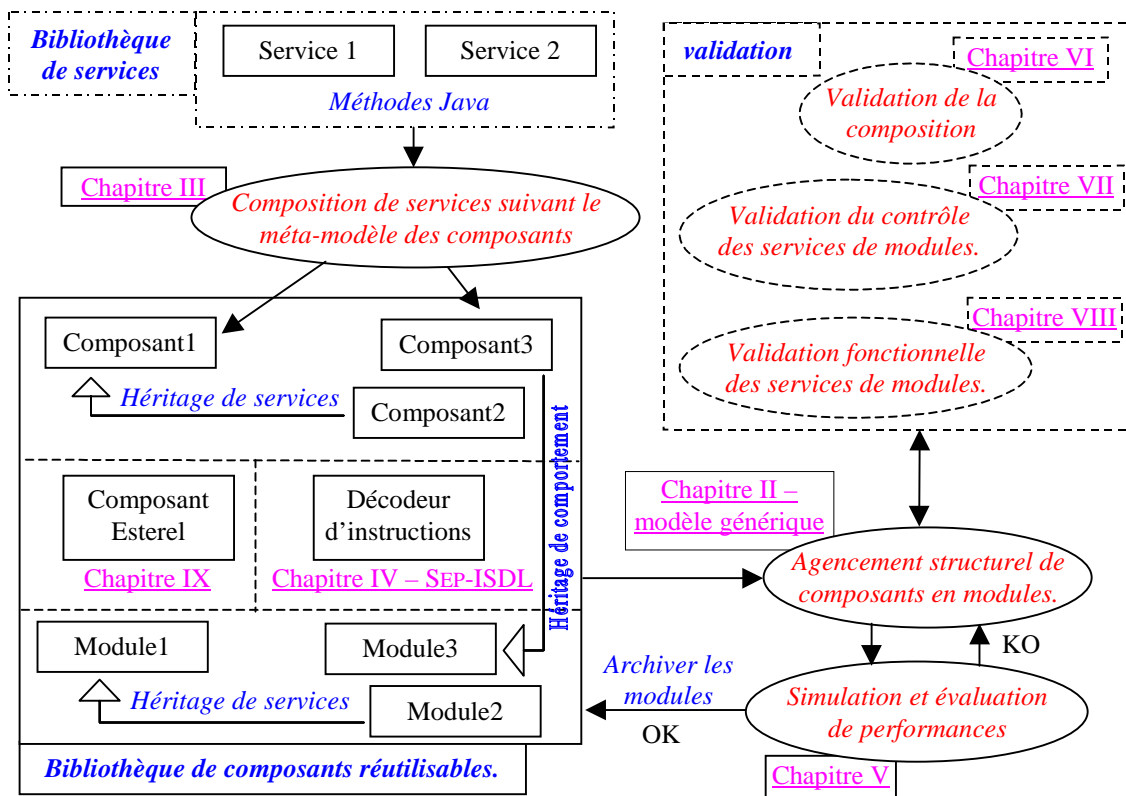 Bibliothèque
de services
Service 1
Service 2
Méthodes Java
Chapitre III
Composition de services suivant le
méta-modèle des composants
Composant1
Composant3
Héritage de services
Composant2
Héritage de comportement
Composant
Esterel
Chapitre IX
Décodeur
d’instructions
Chapitre IV – SEP-ISDL
Module1
Module3
Héritage de services
Module2
Bibliothèque de composants réutilisables.
validation
Chapitre VI
Validation de la
composition
Chapitre VII
Validation du contrôle
des services de modules.
Chapitre VIII
Validation fonctionnelle
des services de modules.
Chapitre II –
modèle générique
Agencement structurel de
composants en modules.
KO
Archiver les
modules
OK
Simulation et évaluation
de performances
Chapitre V